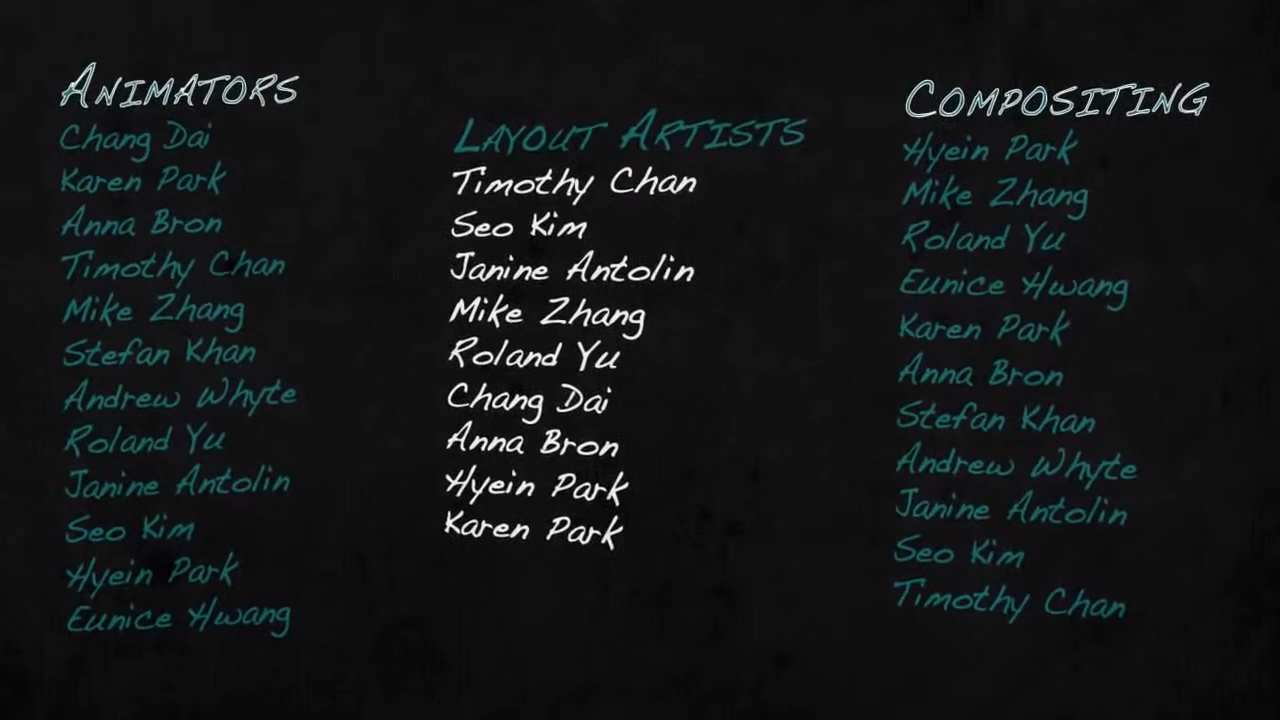 ANIMATORS
Chang Dai
Karen Park
Anna Bron
Timothy Chan
Mike Zhang
Stefan Khan
Andrew Whyte
Roland Yu
Janine Antolin
Seo Kim
Hyein Park
Eunice Hwang
LAYOUT ARTISTS
Timothy Chan
Seo Kim
Janine Antolin
Mike Zhang
Roland Yu
Chang Dai
Anna Bron
Hyein Park
Karen Park
COMPOSITING
Hyein Park
Mike Zhang
Roland Yu
Eunice Hwang
Karen Park
Anna Bron
Stefan Khan
Andrew Whyte
Janine Antolin
Seo Kim
Timothy Chan